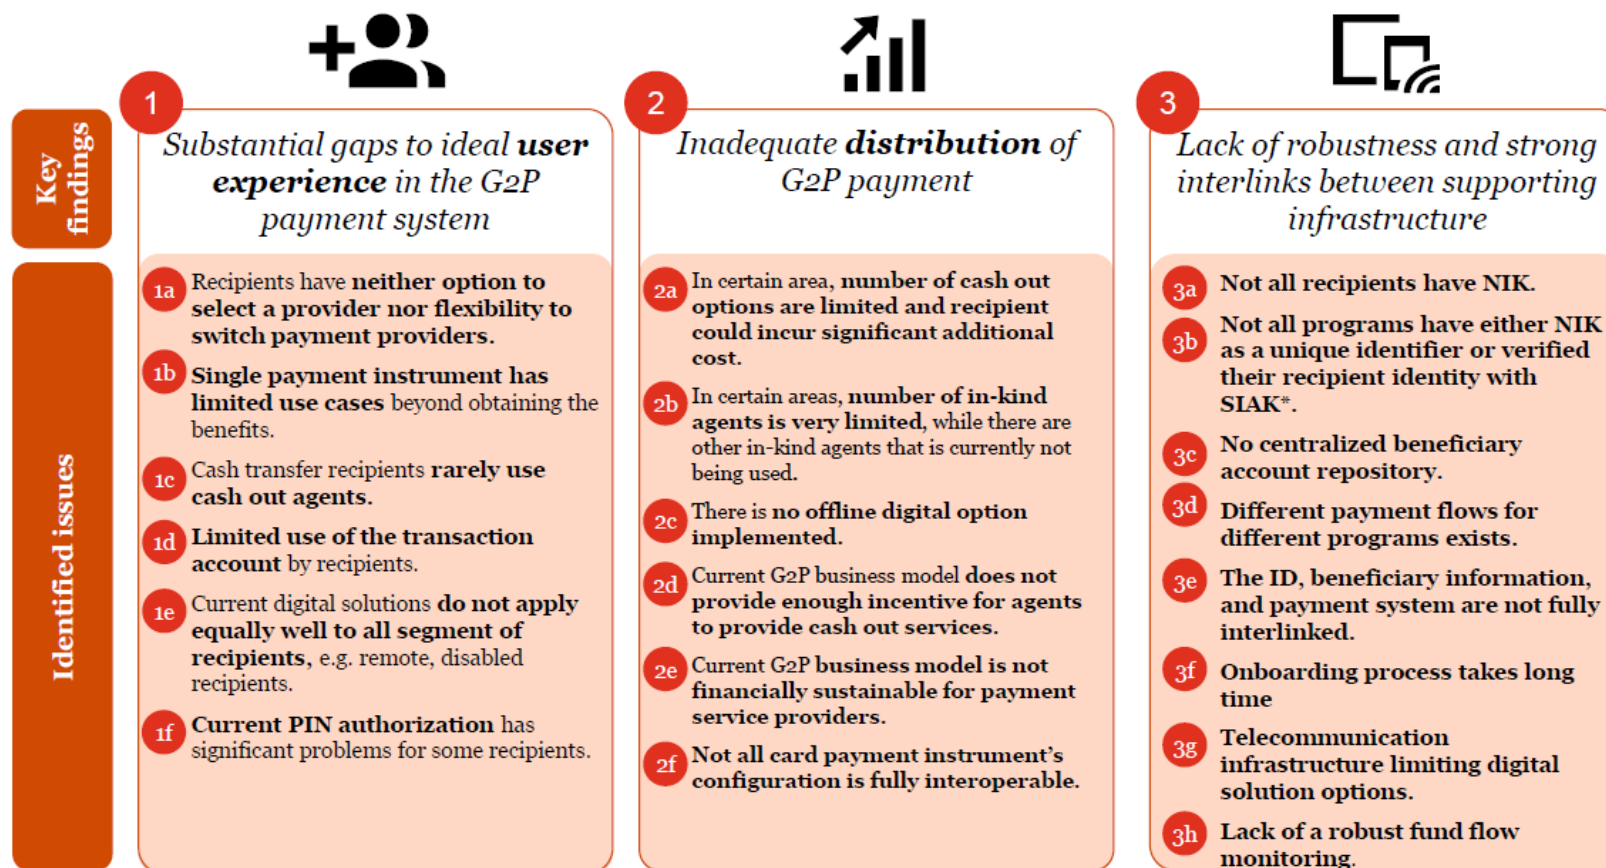 Key
findings
1
Substantial gaps to ideal user
experience in the G2P
payment system
2
Inadequate distribution of
G2P payment
3
Lack of robustness and strong
interlinks between supporting
infrastructure
Identified issues
1a
Recipients have neither option to
select a provider nor flexibility to
switch payment providers.
1b
Single payment instrument has
limited use cases beyond obtaining the
benefits.
1c
Cash transfer recipients rarely use
cash out agents.
1d
Limited use of the transaction
account by recipients.
1e
Current digital solutions do not apply
equally well to all segment of
recipients, e.g. remote, disabled
recipients.
1f
Current PIN authorization has
significant problems for some recipients.
2a
In certain area, number of cash out
options are limited and recipient
could incur significant additional
cost.
2b
In certain areas, number of in-kind
agents is very limited, while there are
other in-kind agents that is currently not
being used.
2c
There is no offline digital option
implemented.
2d
Current G2P business model does not
provide enough incentive for agents
to provide cash out services.
2e
Current G2P business model is not
financially sustainable for payment
service providers.
2f
Not all card payment instrument's
configuration is fully interoperable.
3a
Not all recipients have NIK.
3b
Not all programs have either NIK
as a unique identifier or verified
their recipient identity with
SIAK*.
3c
No centralized beneficiary
account repository.
3d
Different payment flows for
different programs exists.
3e
The ID, beneficiary information,
and payment system are not fully
interlinked.
3f
Onboarding process takes long
time
3g
Telecommunication
infrastructure limiting digital
solution options.
3h
Lack of a robust fund flow
monitoring.